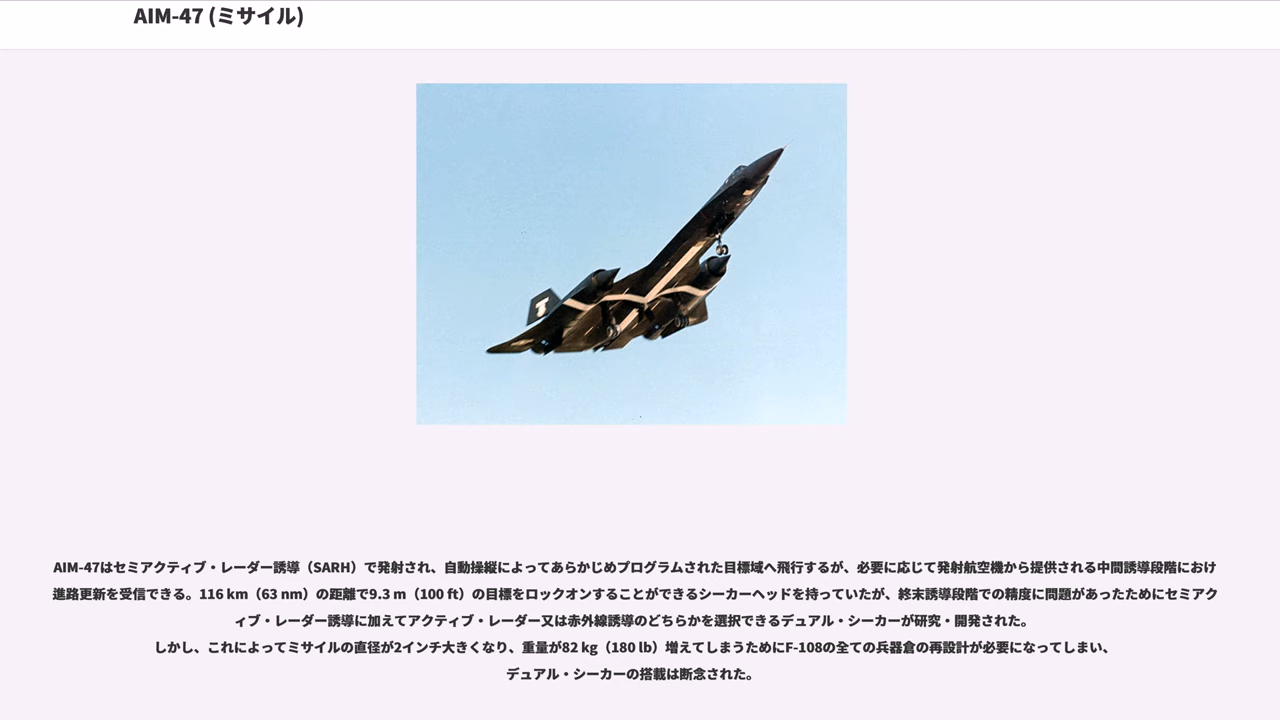 AIM-47 (ミサイル)
T
AIM-47はセミアクティブ・レーダー誘導（SARH）で発射され、自動操縦によってあらかじめプログラムされた目標域へ飛行するが、必要に応じて発射航空機から提供される中間誘導段階におけ
進路更新を受信できる。116 km（63 nm）の距離で9.3 m（100 ft）の目標をロックオンすることができるシーカーヘッドを持っていたが、終末誘導段階での精度に問題があったためにセミアク
ィブ・レーダー誘導に加えてアクティブ・レーダー又は赤外線誘導のどちらかを選択できるデュアル・シーカーが研究・開発された。
しかし、これによってミサイルの直径が2インチ大きくなり、重量が82 kg（180 lb）増えてしまうためにF-108の全ての兵器倉の再設計が必要になってしまい、
デュアル・シーカーの搭載は断念された。